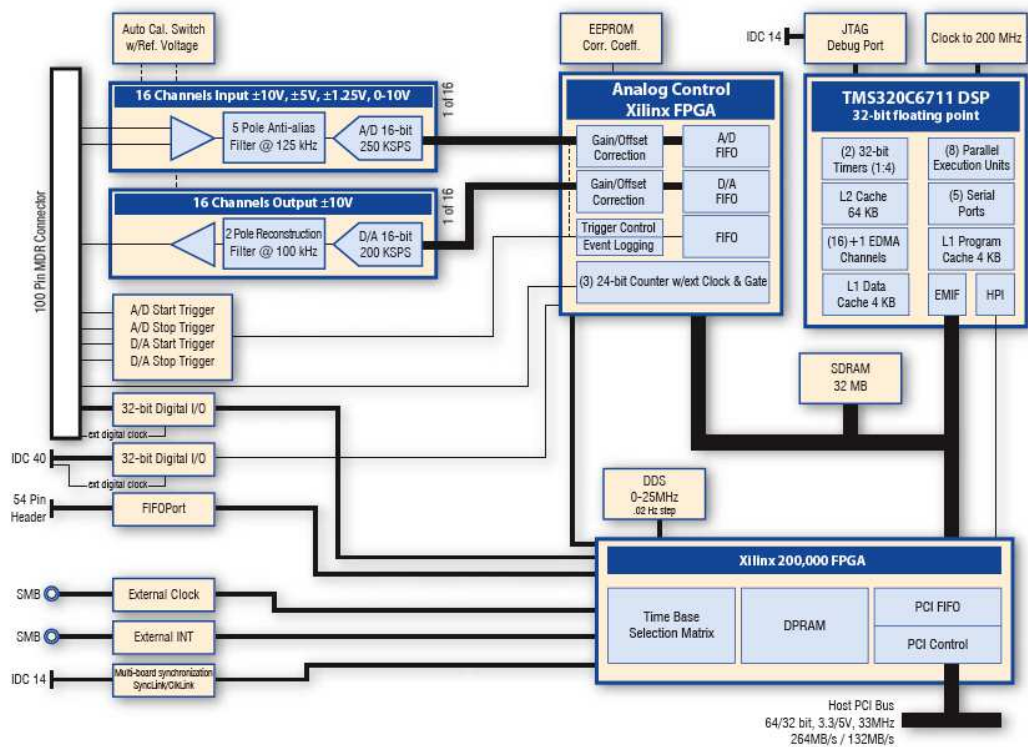 Auto Cal. Switch
w/Ref. Voltage
EEPROM
Corr. Coeff.
IDC 14
JTAG
Debug Port
Clock to 200 MHz
100 Pin MDR Connector
16 Channels Input ±10V, ±5V, ±1.25V, 0-10V
5 Pole Anti-alias
Filter @ 125 kHz
A/D 16-bit
250 KSPS
1 of 16
16 Channels Output ±10V
2 Pole Reconstruction
Filter @ 100 kHz
D/A 16-bit
200 KSPS
1 of 16
Analog Control
Xilinx FPGA
Gain/Offset
Correction
A/D
FIFO
Gain/Offset
Correction
D/A
FIFO
Trigger Control
Event Logging
FIFO
(3) 24-bit Counter w/ext Clock & Gate
TMS320C6711 DSP
32-bit floating point
(2) 32-bit
Timers (1:4)
(8) Parallel
Execution Units
L2 Cache
64 KB
(5) Serial
Ports
(16) +1 EDMA
Channels
L1 Program
Cache 4 KB
L1 Data
Cache 4 KB
EMIF
HPI
A/D Start Trigger
A/D Stop Trigger
D/A Start Trigger
D/A Stop Trigger
SDRAM
32 MB
32-bit Digital I/O
ext digital clock
IDC 40
32-bit Digital I/O
ext digital clock
54 Pin
Header
FIFOPort
DDS
0-25MHz
.02 Hz step
SMB
External Clock
SMB
External INT
IDC 14
Multi-board synchronization
SyncLink/ClkLink
Xilinx 200,000 FPGA
Time Base
Selection Matrix
DPRAM
PCI FIFO
PCI Control
Host PCI Bus
64/32 bit, 3.3/5V, 33MHz
264MB/s / 132MB/s